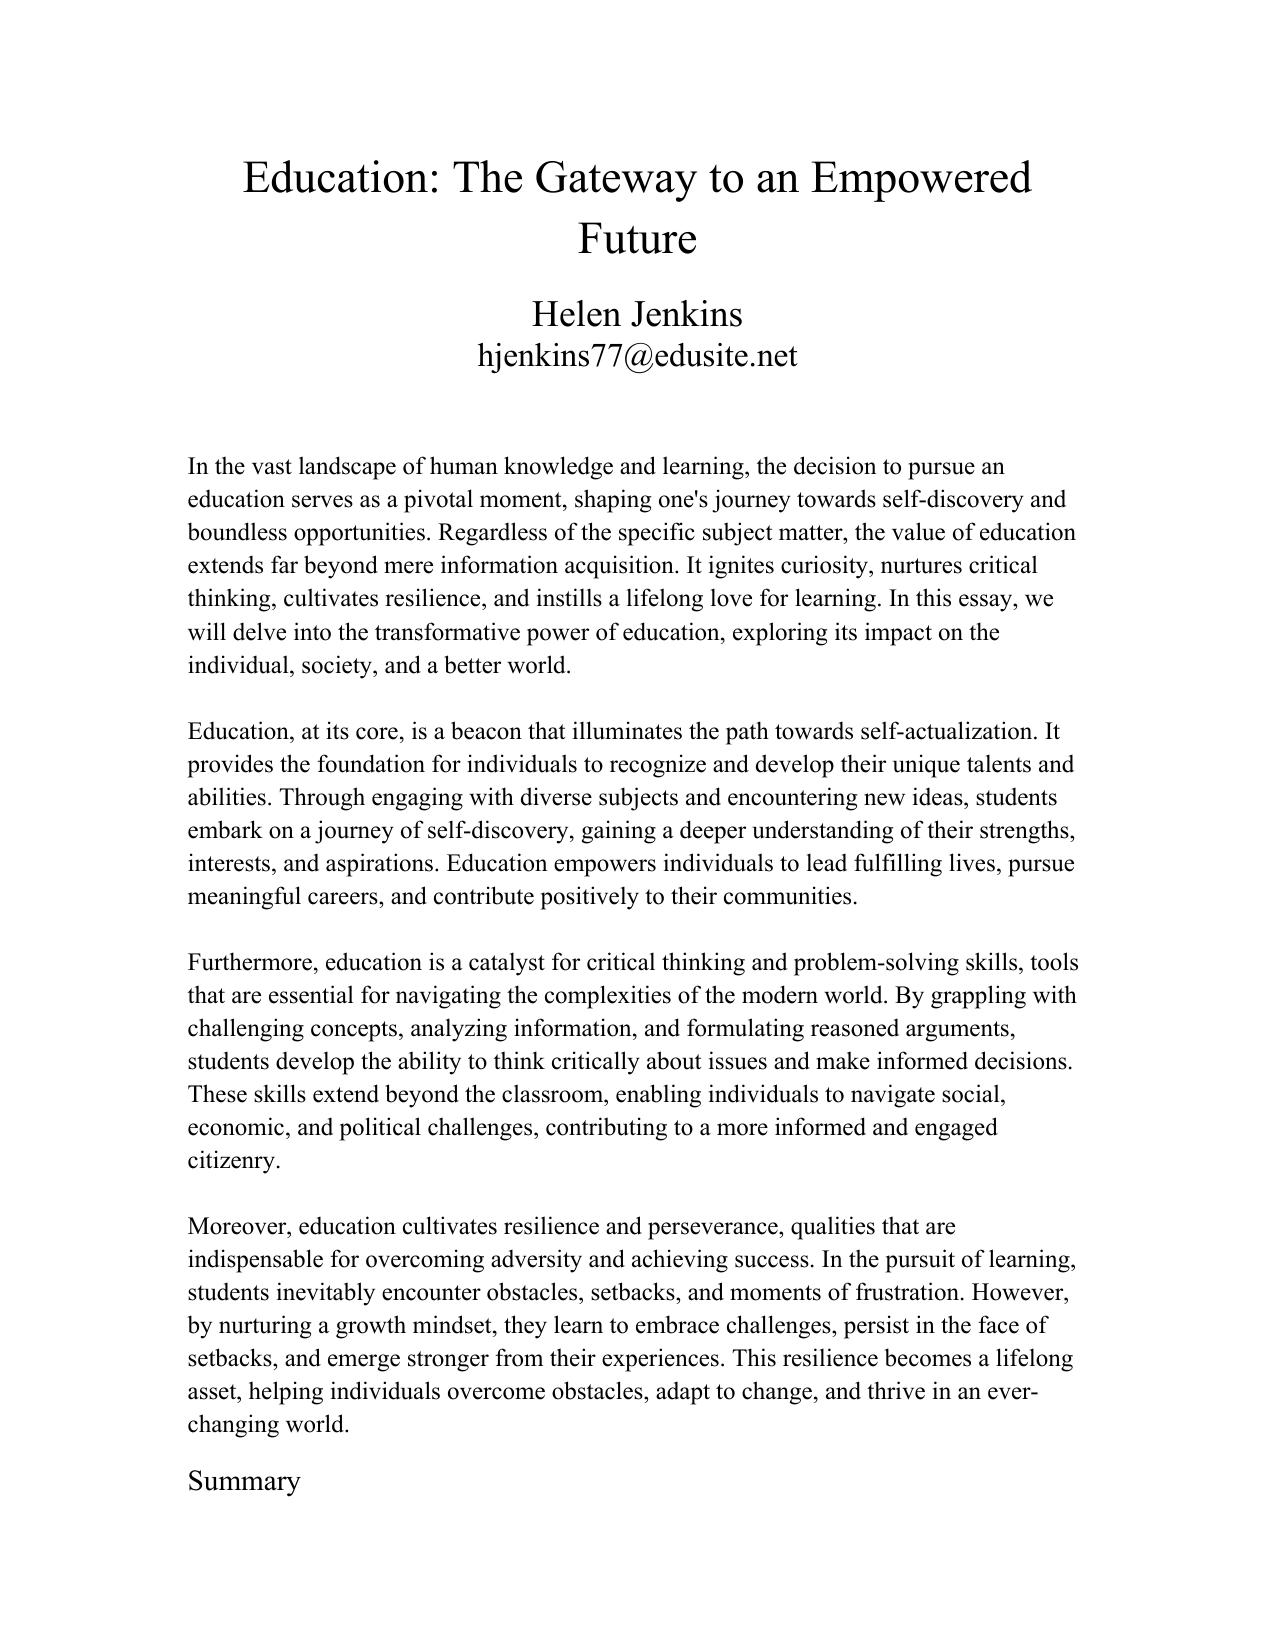 Education: The Gateway to an Empowered
Future
Helen Jenkins
hjenkins77@edusite.net
In the vast landscape of human knowledge and learning, the decision to pursue an
education serves as a pivotal moment, shaping one's journey towards self-discovery and
boundless opportunities. Regardless of the specific subject matter, the value of education
extends far beyond mere information acquisition. It ignites curiosity, nurtures critical
thinking, cultivates resilience, and instills a lifelong love for learning. In this essay, we
will delve into the transformative power of education, exploring its impact on the
individual, society, and a better world.
Education, at its core, is a beacon that illuminates the path towards self-actualization. It
provides the foundation for individuals to recognize and develop their unique talents and
abilities. Through engaging with diverse subjects and encountering new ideas, students
embark on a journey of self-discovery, gaining a deeper understanding of their strengths,
interests, and aspirations. Education empowers individuals to lead fulfilling lives, pursue
meaningful careers, and contribute positively to their communities.
Furthermore, education is a catalyst for critical thinking and problem-solving skills, tools
that are essential for navigating the complexities of the modern world. By grappling with
challenging concepts, analyzing information, and formulating reasoned arguments,
students develop the ability to think critically about issues and make informed decisions.
These skills extend beyond the classroom, enabling individuals to navigate social,
economic, and political challenges, contributing to a more informed and engaged
citizenry.
Moreover, education cultivates resilience and perseverance, qualities that are
indispensable for overcoming adversity and achieving success. In the pursuit of learning,
students inevitably encounter obstacles, setbacks, and moments of frustration. However,
by nurturing a growth mindset, they learn to embrace challenges, persist in the face of
setbacks, and emerge stronger from their experiences. This resilience becomes a lifelong
asset, helping individuals overcome obstacles, adapt to change, and thrive in an ever-
changing world.
Summary